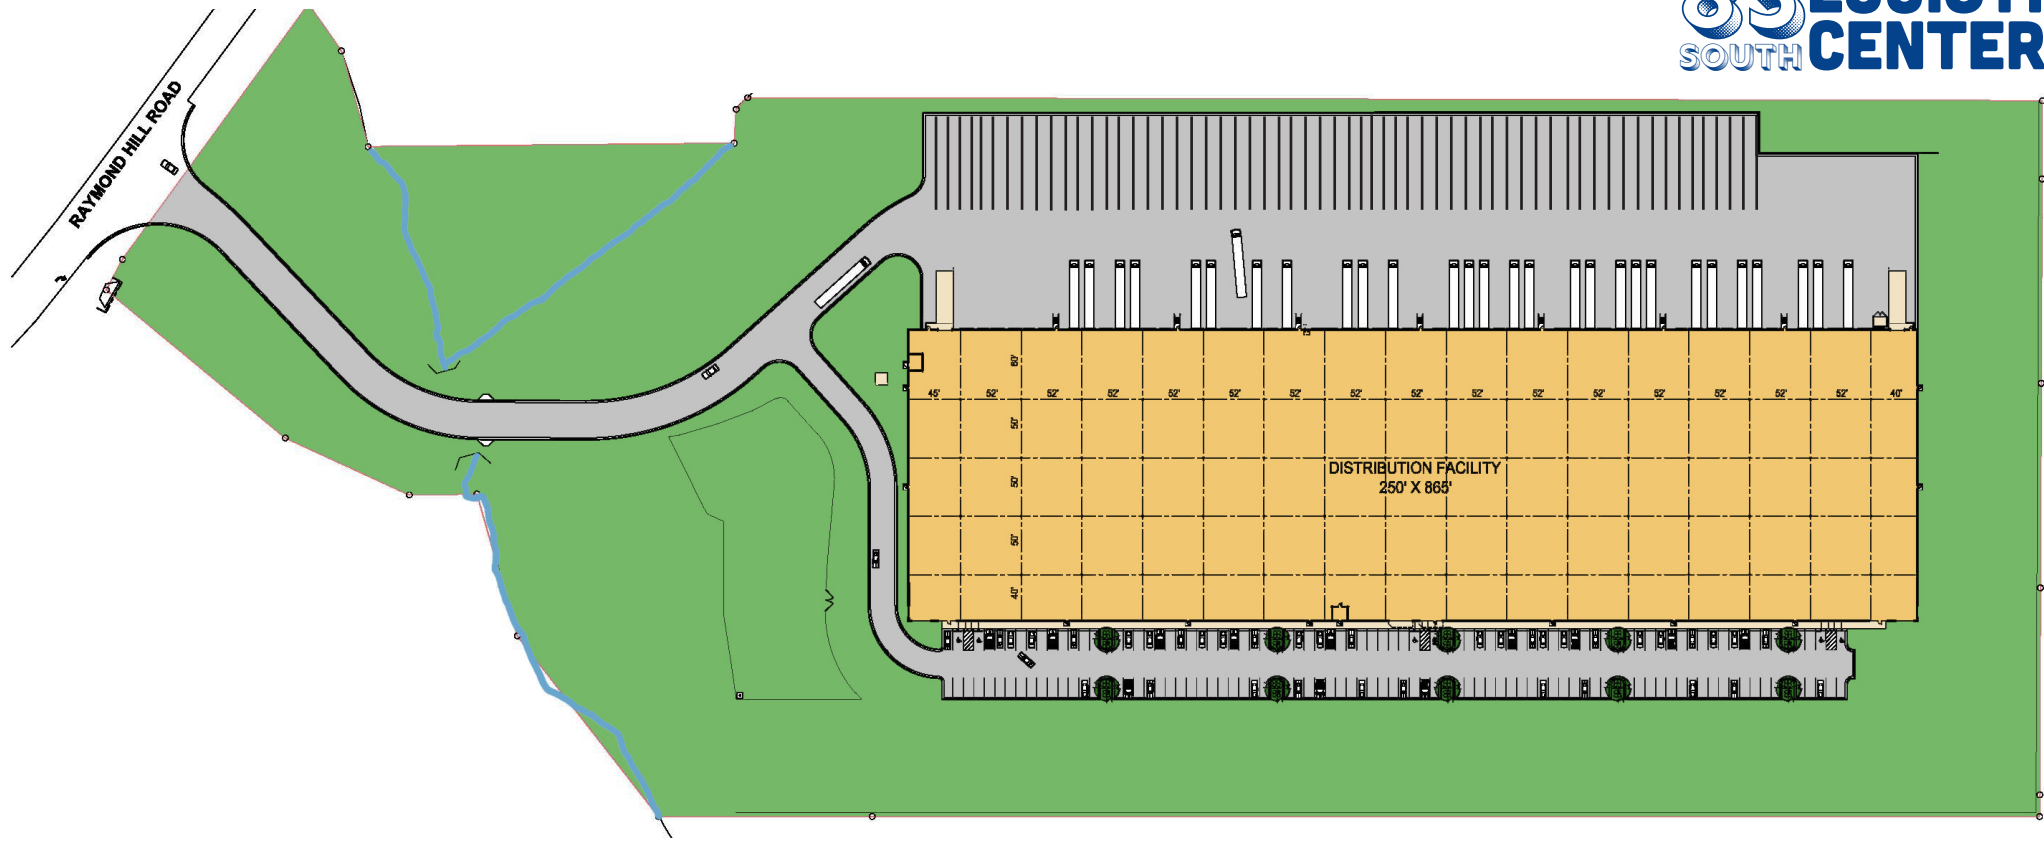 SOUTH CENTER
RAYMOND HILL ROAD
60'
45' 52' 52' 52' 52' 52' 52' 52' 52' 52' 52' 52' 52' 52' 52' 52' 40'
50'
DISTRIBUTION FACILITY
50'
250' X 865'
50'
40'